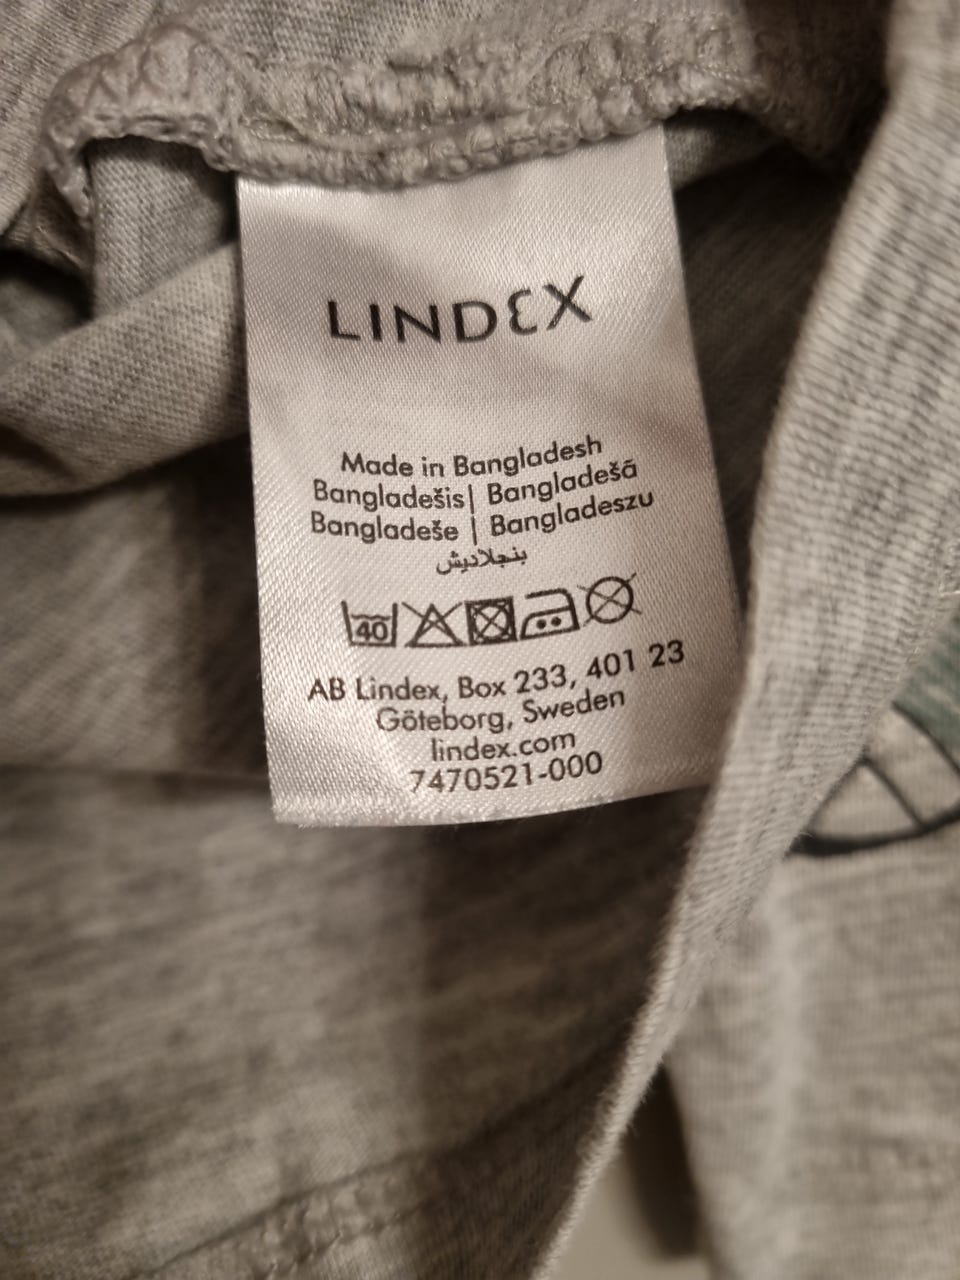 LINDEX
Made in Bangladesh
Bangladešis| Bangladešā
Bangladeše | Bangladeszu
بنجلاديش
40
AB Lindex, Box 233, 401 23
Göteborg, Sweden
lindex.com
7470521-000